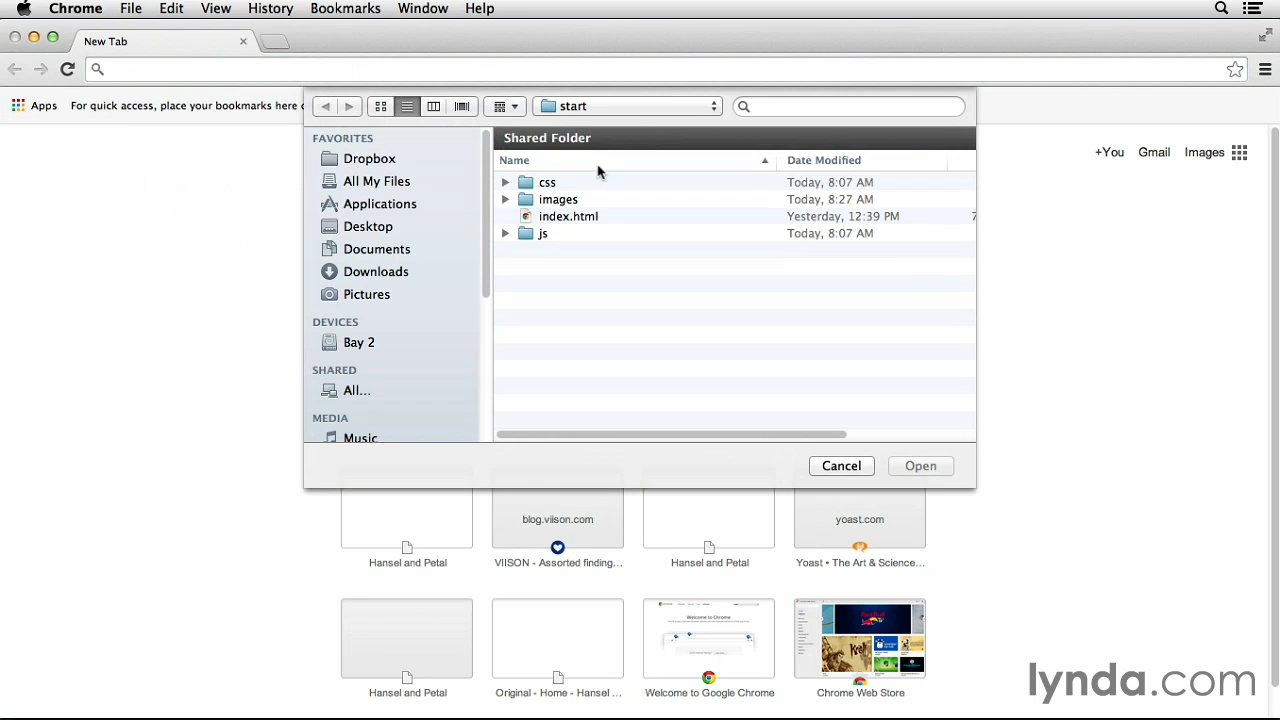 Chrome File Edit View History Bookmarks Window Help
New Tab
Apps For quick access, place your bookmarks here o
start
Shared Folder
+You Gmail Images
FAVORITES
Dropbox
All My Files
Applications
Desktop
Documents
Downloads
Pictures
DEVICES
Bay 2
SHARED
All...
MEDIA
Music
Name Date Modified
css Today, 8:07 AM
images Today, 8:27 AM
index.html Yesterday, 12:39 PM 7
js Today, 8:07 AM
Cancel Open
blog.viison.com yoast.com
Hansel and Petal VIISON - Assorted finding... Hansel and Petal Yoast • The Art & Science...
Welcome to Chrome
Hansel and Petal Original - Home - Hansel ... Welcome to Google Chrome Chrome Web Store
lynda.com